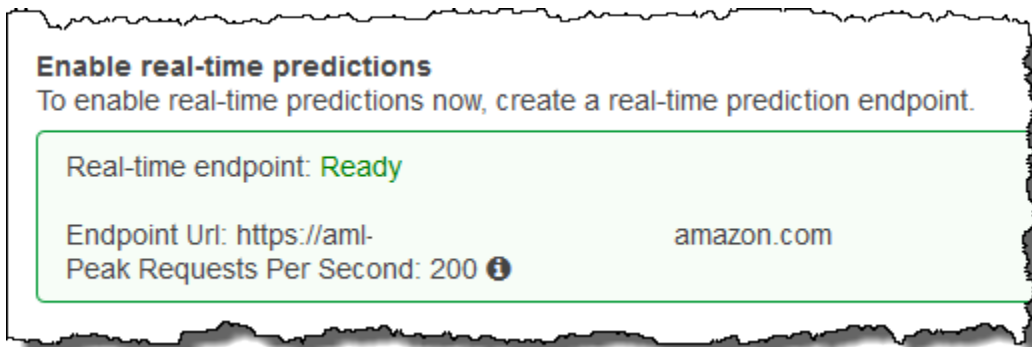 Enable real-time predictions
To enable real-time predictions now, create a real-time prediction endpoint.
Real-time endpoint: Ready
Endpoint Url: https://aml- amazon.com
Peak Requests Per Second: 200